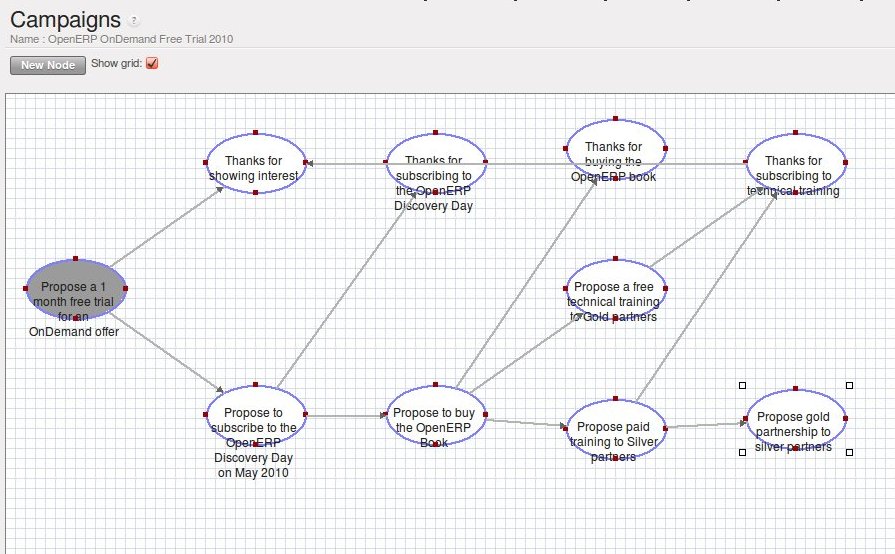 Campaigns ?
Name : OpenERP OnDemand Free Trial 2010
New Node Show grid:
Thanks for
showing interest
Thanks for
subscribing to
the OpenERP
Discovery Day
Thanks for
buying the
OpenERP book
Thanks for
subscribing to
technical training
Propose a 1
month free trial
for an
OnDemand offer
Propose a free
technical training
to Gold partners
Propose to
subscribe to the
OpenERP
Discovery Day
on May 2010
Propose to buy
the OpenERP
Book
Propose paid
training to Silver
partners
Propose gold
partnership to
silver partners